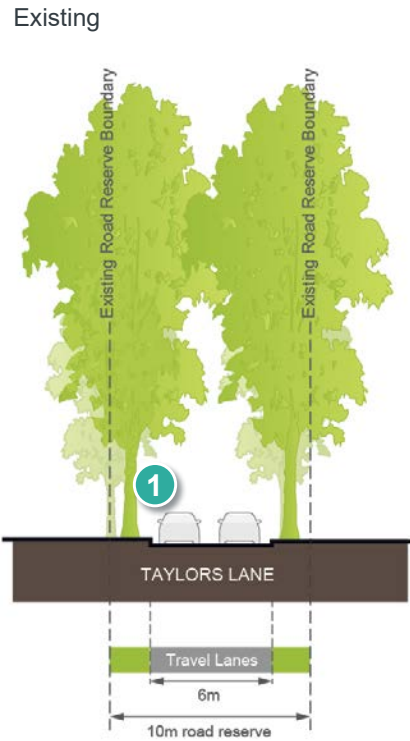 Existing
Existing Road Reserve Boundary
Existing Road Reserve Boundary
1
TAYLORS LANE
Travel Lanes
6m
10m road reserve